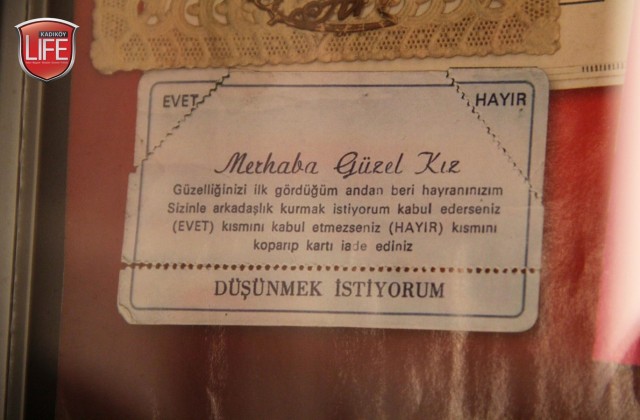 KADIKÖY
LIFE
EVET
HAYIR
Merhaba Güzel Kız
Güzelliğinizi ilk gördüğüm andan beri hayranınızım
Sizinle arkadaşlık kurmak istiyorum kabul ederseniz
(EVET) kısmını kabul etmezseniz (HAYIR) kısmını
koparıp kartı iade ediniz
DÜŞÜNMEK İSTİYORUM